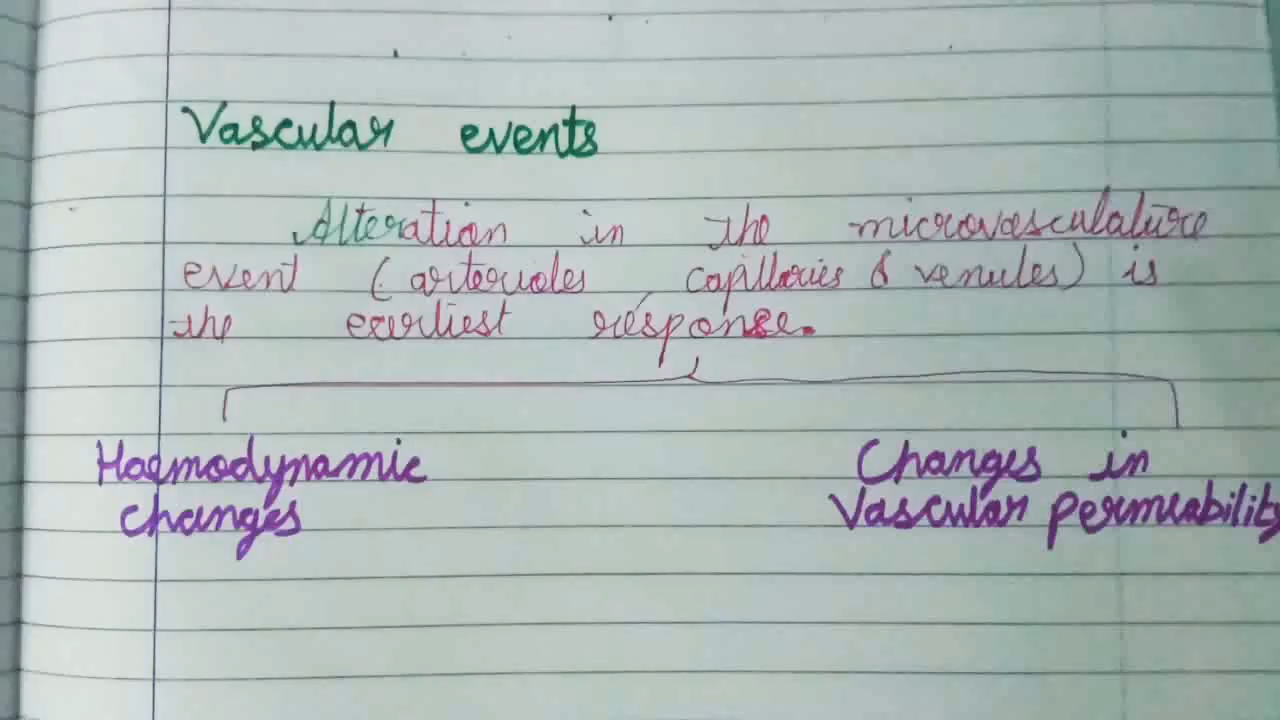 Vascular events
Alteration in the microvasculature
event (arterioles, capillaries & venules) is
the earliest response.
Haemodynamic
changes
Changes in
Vascular permeability